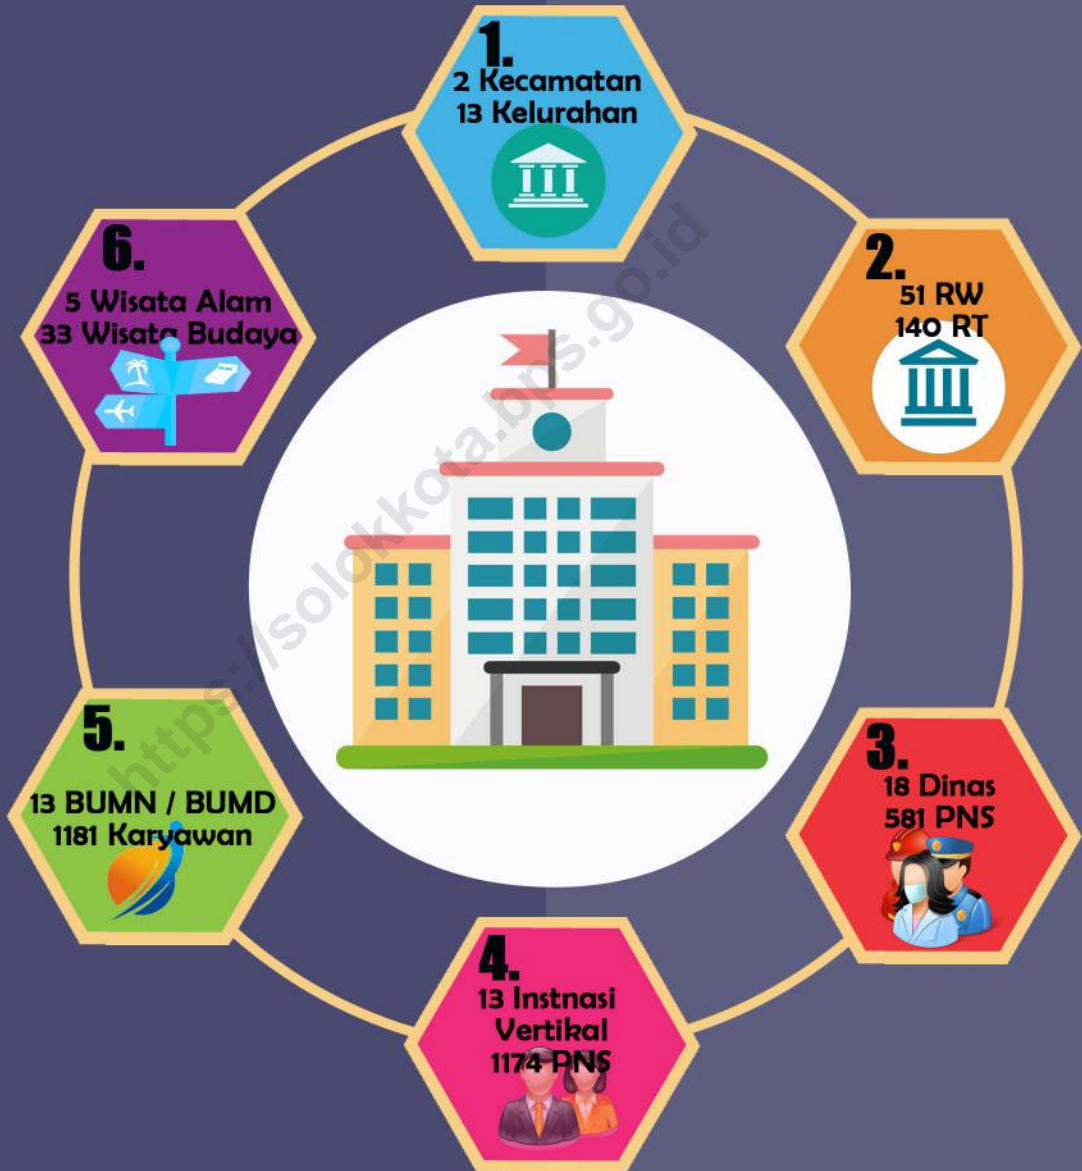 1.
2 Kecamatan
13 Kelurahan
2.
51 RW
140 RT
3.
18 Dinas
581 PNS
4.
13 Instnasi
Vertikal
1174 PNS
5.
13 BUMN / BUMD
1181 Karyawan
6.
5 Wisata Alam
33 Wisata Budaya
https://solokkota.bps.go.id